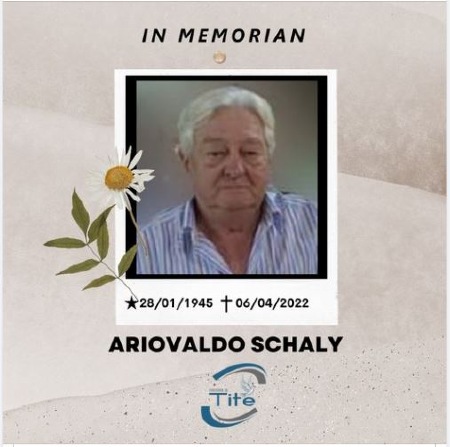 IN MEMORIAN
★28/01/1945 ✝06/04/2022
ARIOVALDO SCHALY
Tite